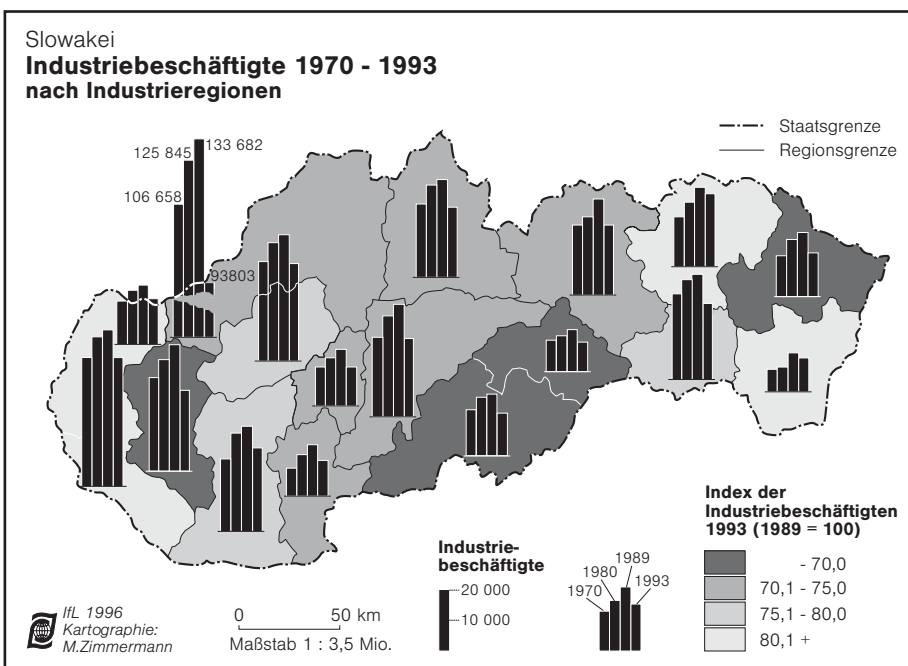 Slowakei
Industriebeschäftigte 1970 - 1993
nach Industrieregionen
Staatsgrenze
Regionsgrenze
133 682
125 845
106 658
93803
Index der
Industriebeschäftigten
1993 (1989 = 100)
- 70,0
70,1 - 75,0
75,1 - 80,0
80,1 +
Industrie-
beschäftigte
20 000
10 000
1989
1980
1970
1993
0 50 km
Maßstab 1 : 3,5 Mio.
IfL 1996
Kartographie:
M.Zimmermann